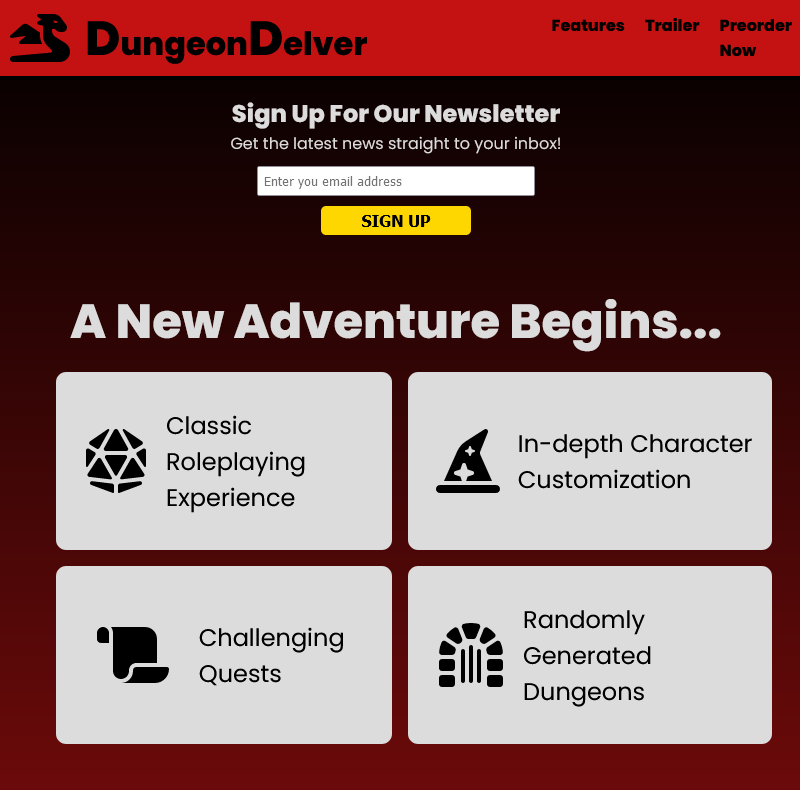 DungeonDelver
Features Trailer Preorder
Now
Sign Up For Our Newsletter
Get the latest news straight to your inbox!
Enter you email address
SIGN UP
A New Adventure Begins...
Classic
Roleplaying
Experience
In-depth Character
Customization
Challenging
Quests
Randomly
Generated
Dungeons